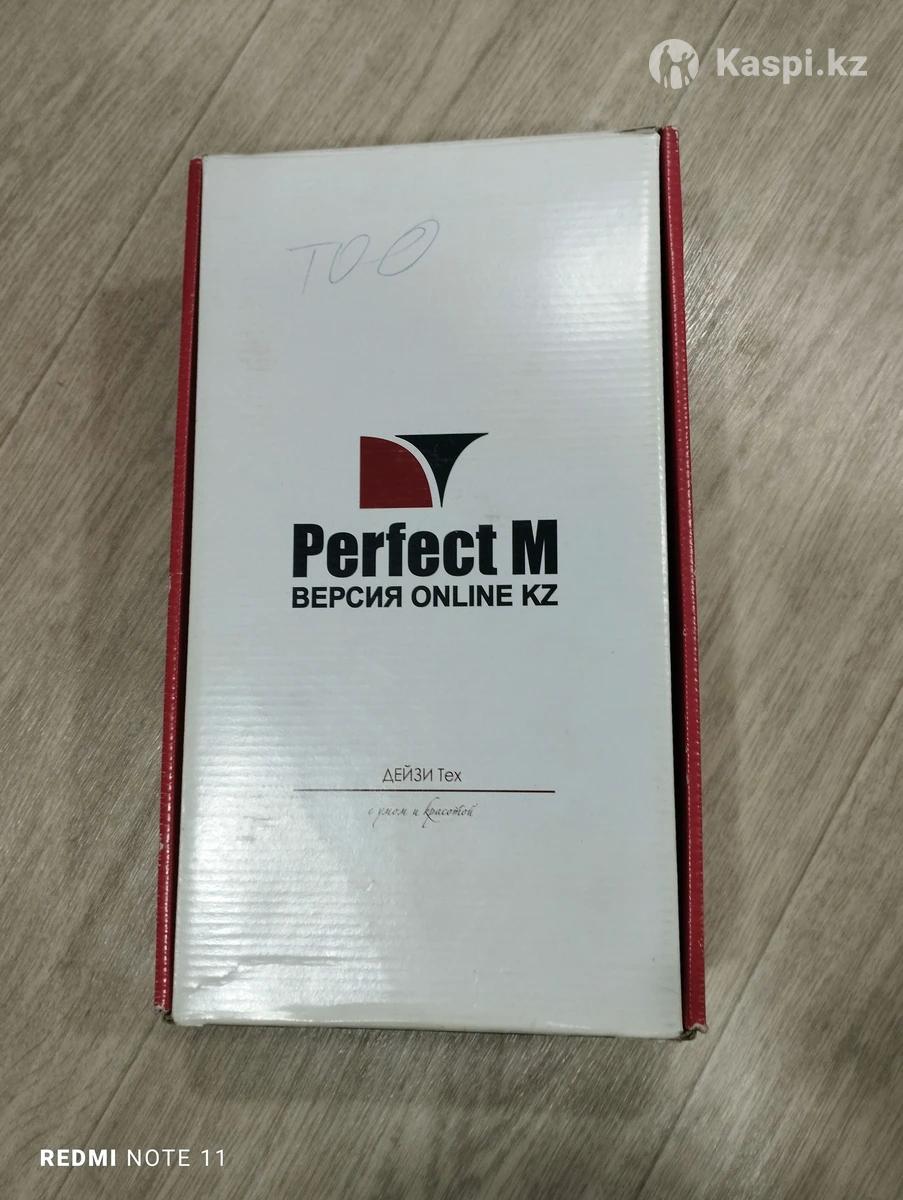 Kaspi.kz
ТОО
Perfect M
ВЕРСИЯ ONLINE KZ
ДЕЙЗИ Тех
с умом и красотой
REDMI NOTE 11